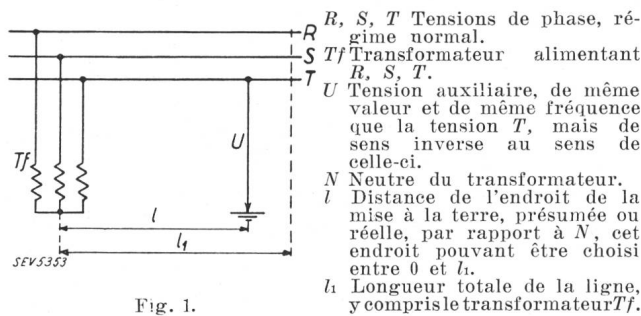 R
S
T
Tf
U
l
l₁
SEV5353
Fig. 1.
R, S, T Tensions de phase, ré-
gime normal.
Tf Transformateur alimentant
R, S, T.
U Tension auxiliaire, de même
valeur et de même fréquence
que la tension T, mais de
sens inverse au sens de
celle-ci.
N Neutre du transformateur.
l Distance de l'endroit de la
mise à la terre, présumée ou
réelle, par rapport à N, cet
endroit pouvant être choisi
entre 0 et l₁.
l₁ Longueur totale de la ligne,
y compris le transformateur Tf.